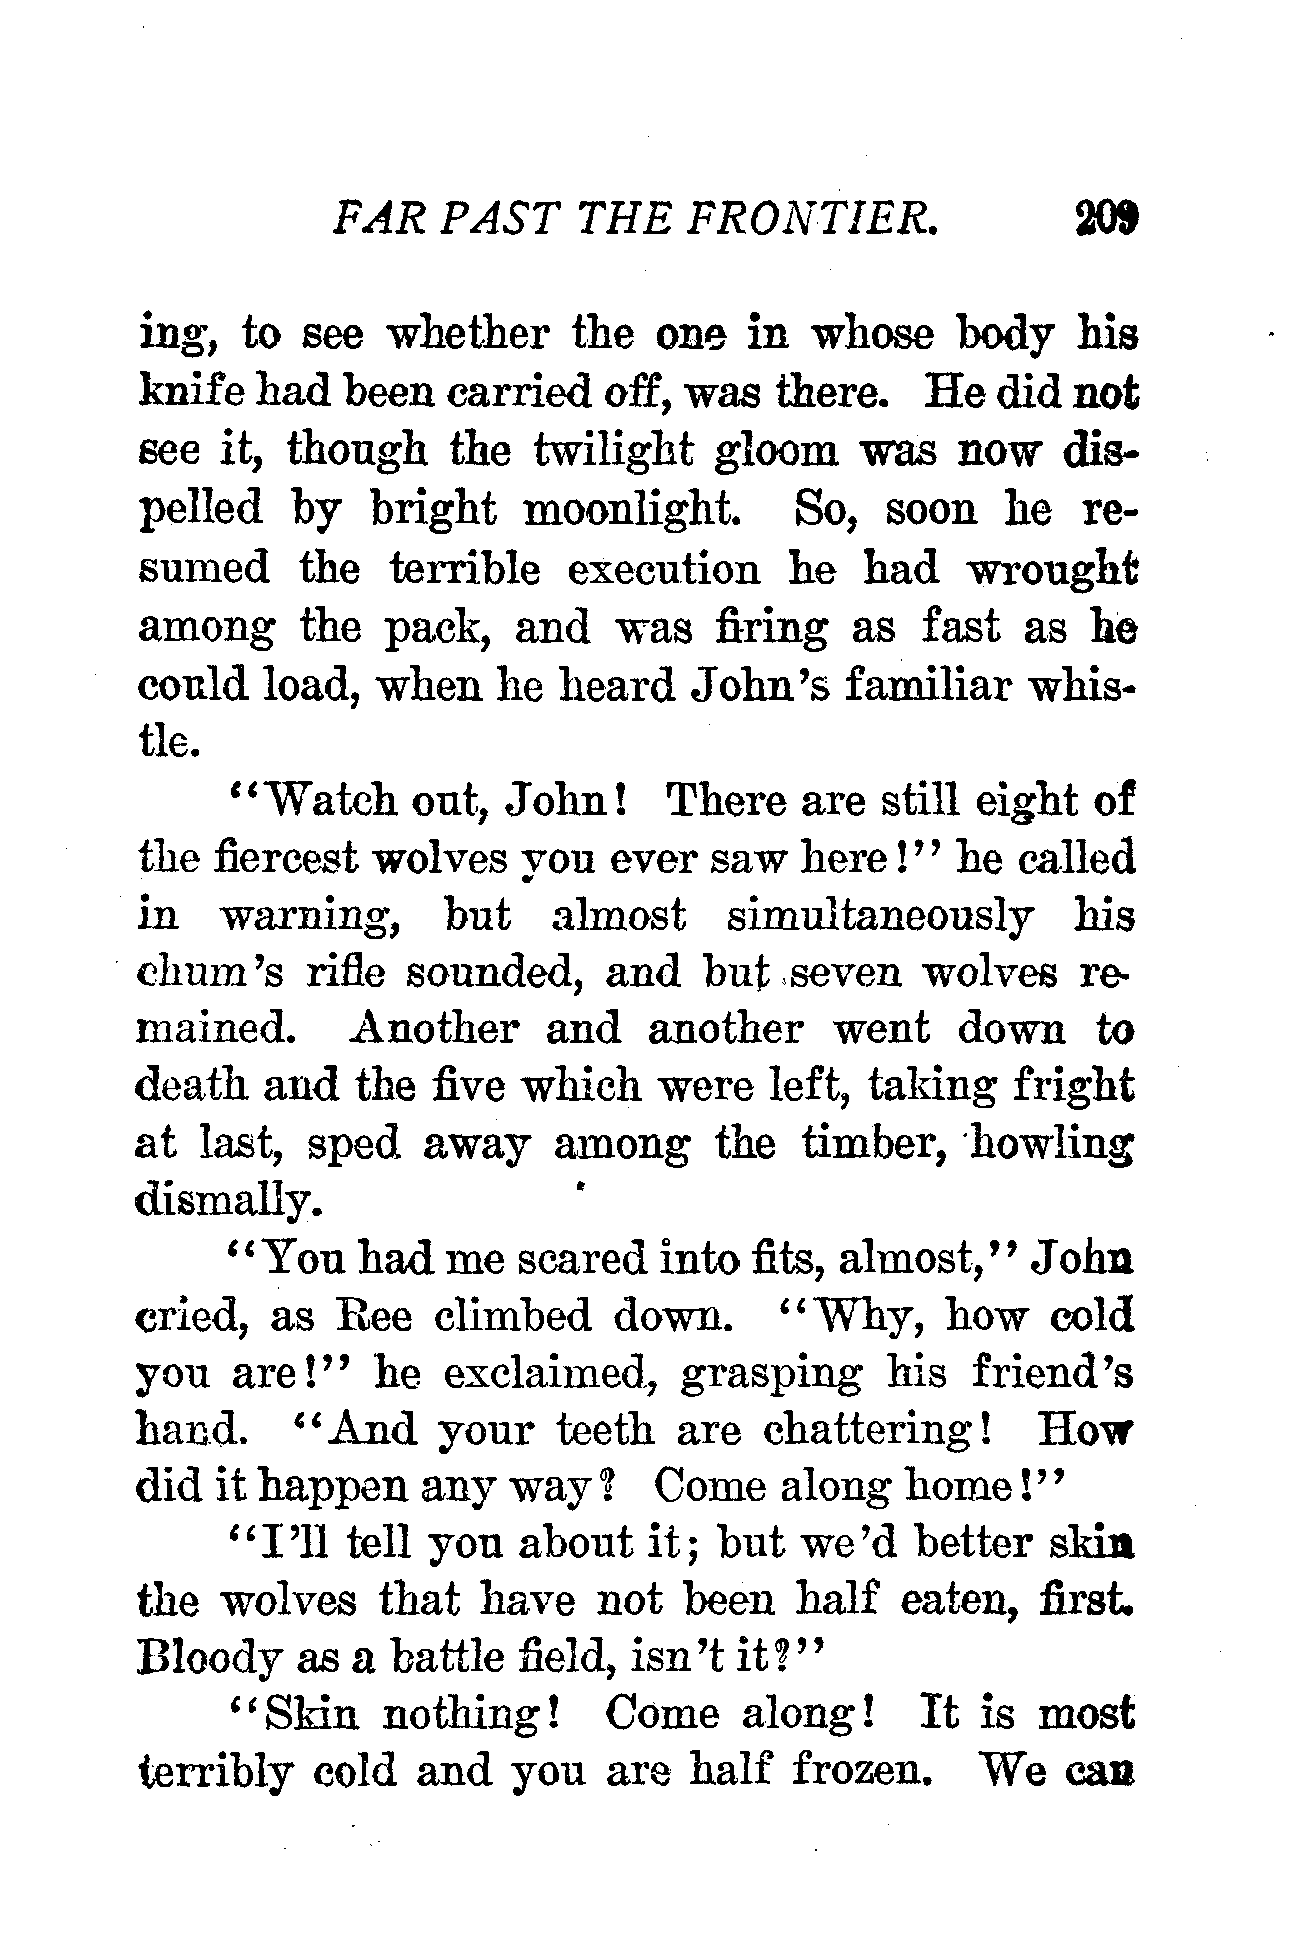 FAR PAST THE FRONTIER. 209
ing, to see whether the one in whose body his
knife had been carried off, was there. He did not
see it, though the twilight gloom was now dis-
pelled by bright moonlight. So, soon he re-
sumed the terrible execution he had wrought
among the pack, and was firing as fast as he
could load, when he heard John's familiar whis-
tle.
"Watch out, John! There are still eight of
the fiercest wolves you ever saw here!" he called
in warning, but almost simultaneously his
chum's rifle sounded, and but seven wolves re-
mained. Another and another went down to
death and the five which were left, taking fright
at last, sped away among the timber, howling
dismally.
"You had me scared into fits, almost," John
cried, as Ree climbed down. "Why, how cold
you are!" he exclaimed, grasping his friend's
hand. "And your teeth are chattering! How
did it happen any way? Come along home!"
"I'll tell you about it; but we'd better skin
the wolves that have not been half eaten, first.
Bloody as a battle field, isn't it?"
"Skin nothing! Come along! It is most
terribly cold and you are half frozen. We can